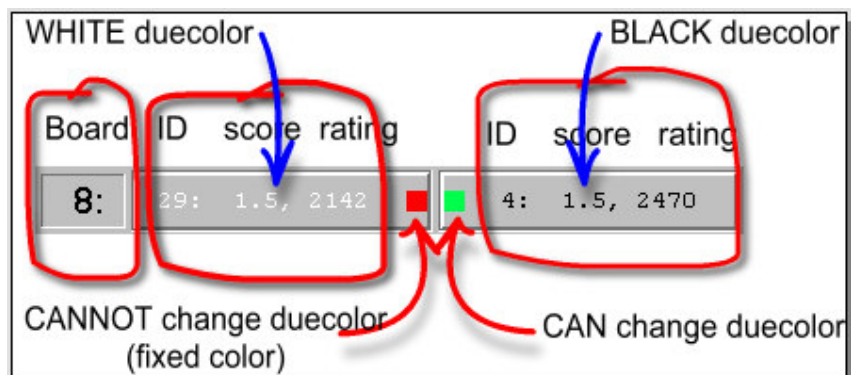 WHITE duecolor BLACK duecolor
Board ID score rating ID score rating
8: 29: 1.5, 2142 4: 1.5, 2470
CANNOT change duecolor CAN change duecolor
(fixed color)